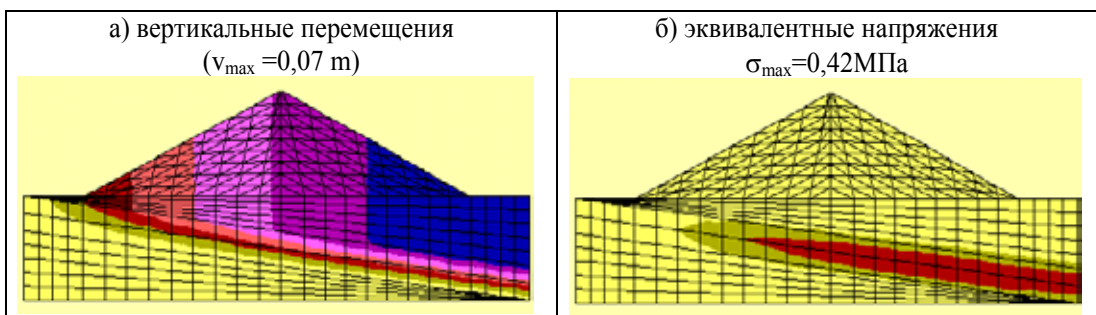 а) вертикальные перемещения
(vmax =0,07 m)
б) эквивалентные напряжения
σmax=0,42МПа